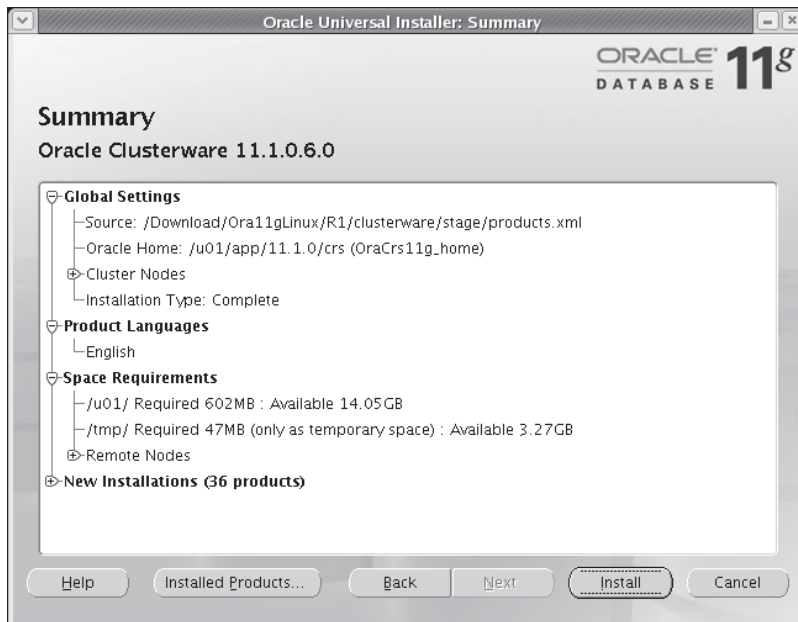 Oracle Universal Installer: Summary
ORACLE
DATABASE 11g
Summary
Oracle Clusterware 11.1.0.6.0
Global Settings
Source: /Download/Ora11gLinux/R1/clusterware/stage/products.xml
Oracle Home: /u01/app/11.1.0/crs (OraCrs11g_home)
Cluster Nodes
Installation Type: Complete
Product Languages
English
Space Requirements
/u01/ Required 602MB : Available 14.05GB
/tmp/ Required 47MB (only as temporary space) : Available 3.27GB
Remote Nodes
New Installations (36 products)
Help Installed Products... Back Next Install Cancel